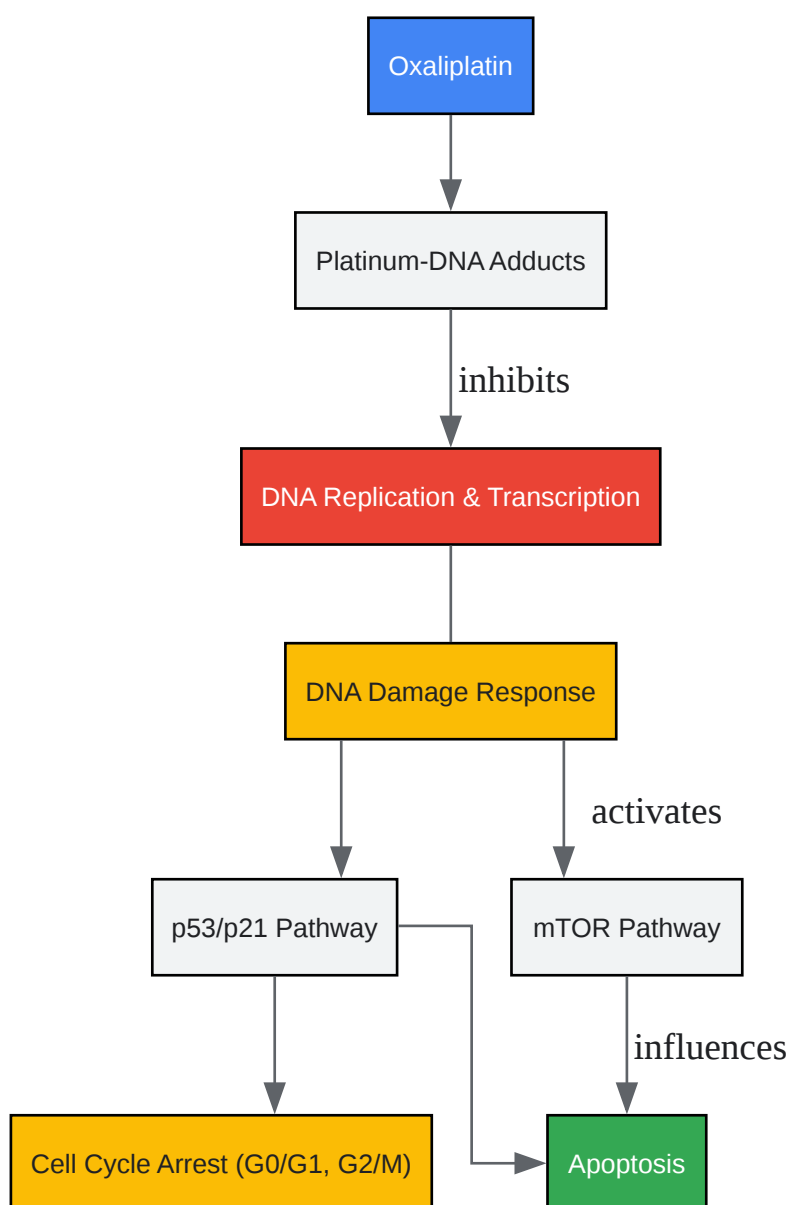 Oxaliplatin
Platinum-DNA Adducts
inhibits
DNA Replication & Transcription
DNA Damage Response
activates
p53/p21 Pathway
mTOR Pathway
influences
Cell Cycle Arrest (G0/G1, G2/M)
Apoptosis